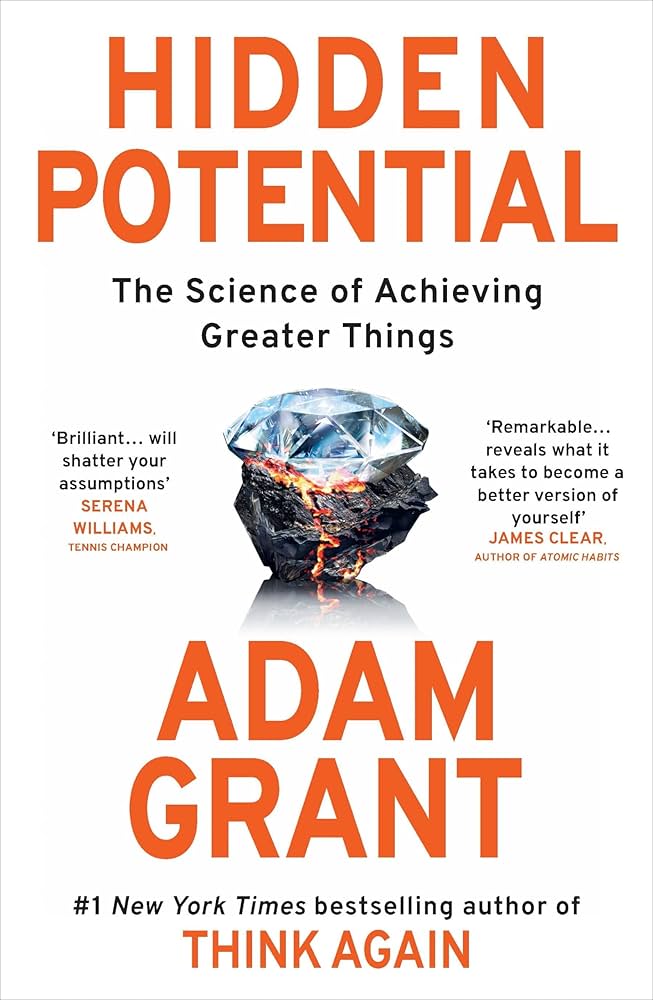 HIDDEN
POTENTIAL
The Science of Achieving
Greater Things
‘Brilliant... will
shatter your
assumptions’
SERENA
WILLIAMS,
TENNIS CHAMPION
‘Remarkable...
reveals what it
takes to become a
better version of
yourself’
JAMES CLEAR,
AUTHOR OF ATOMIC HABITS
ADAM
GRANT
#1 New York Times bestselling author of
THINK AGAIN